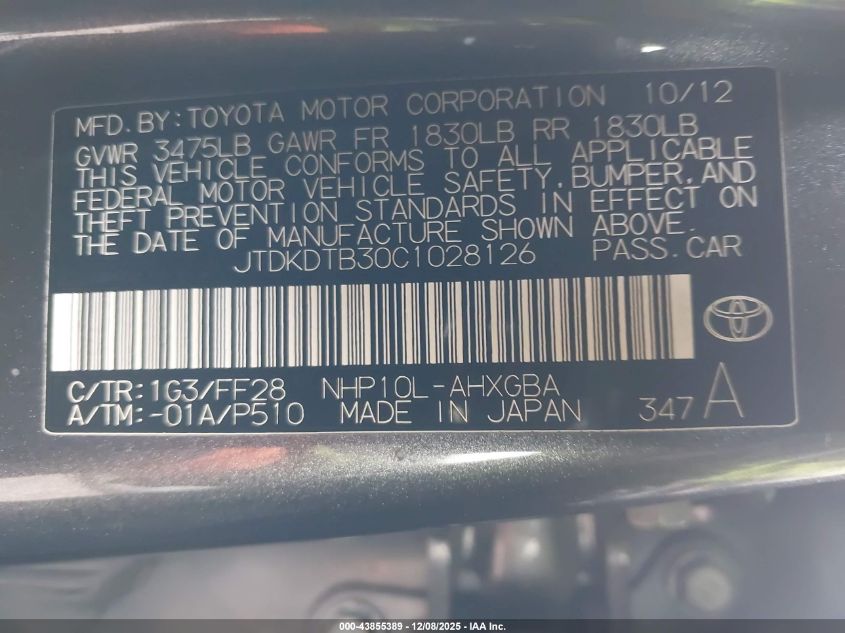 MFD. BY: TOYOTA MOTOR CORPORATION 10/12
GVWR 3475LB GAWR FR 1830LB RR 1830LB
THIS VEHICLE CONFORMS TO ALL APPLICABLE
FEDERAL MOTOR VEHICLE SAFETY, BUMPER, AND
THEFT PREVENTION STANDARDS IN EFFECT ON
THE DATE OF MANUFACTURE SHOWN ABOVE.
JTDKDTB30C1028126 PASS. CAR
C/TR: 1G3/FF28 NHP10L-AHXGBA
A/TM: -01A/P510 MADE IN JAPAN 347 A
000-43855389 - 12/08/2025 - IAA Inc.